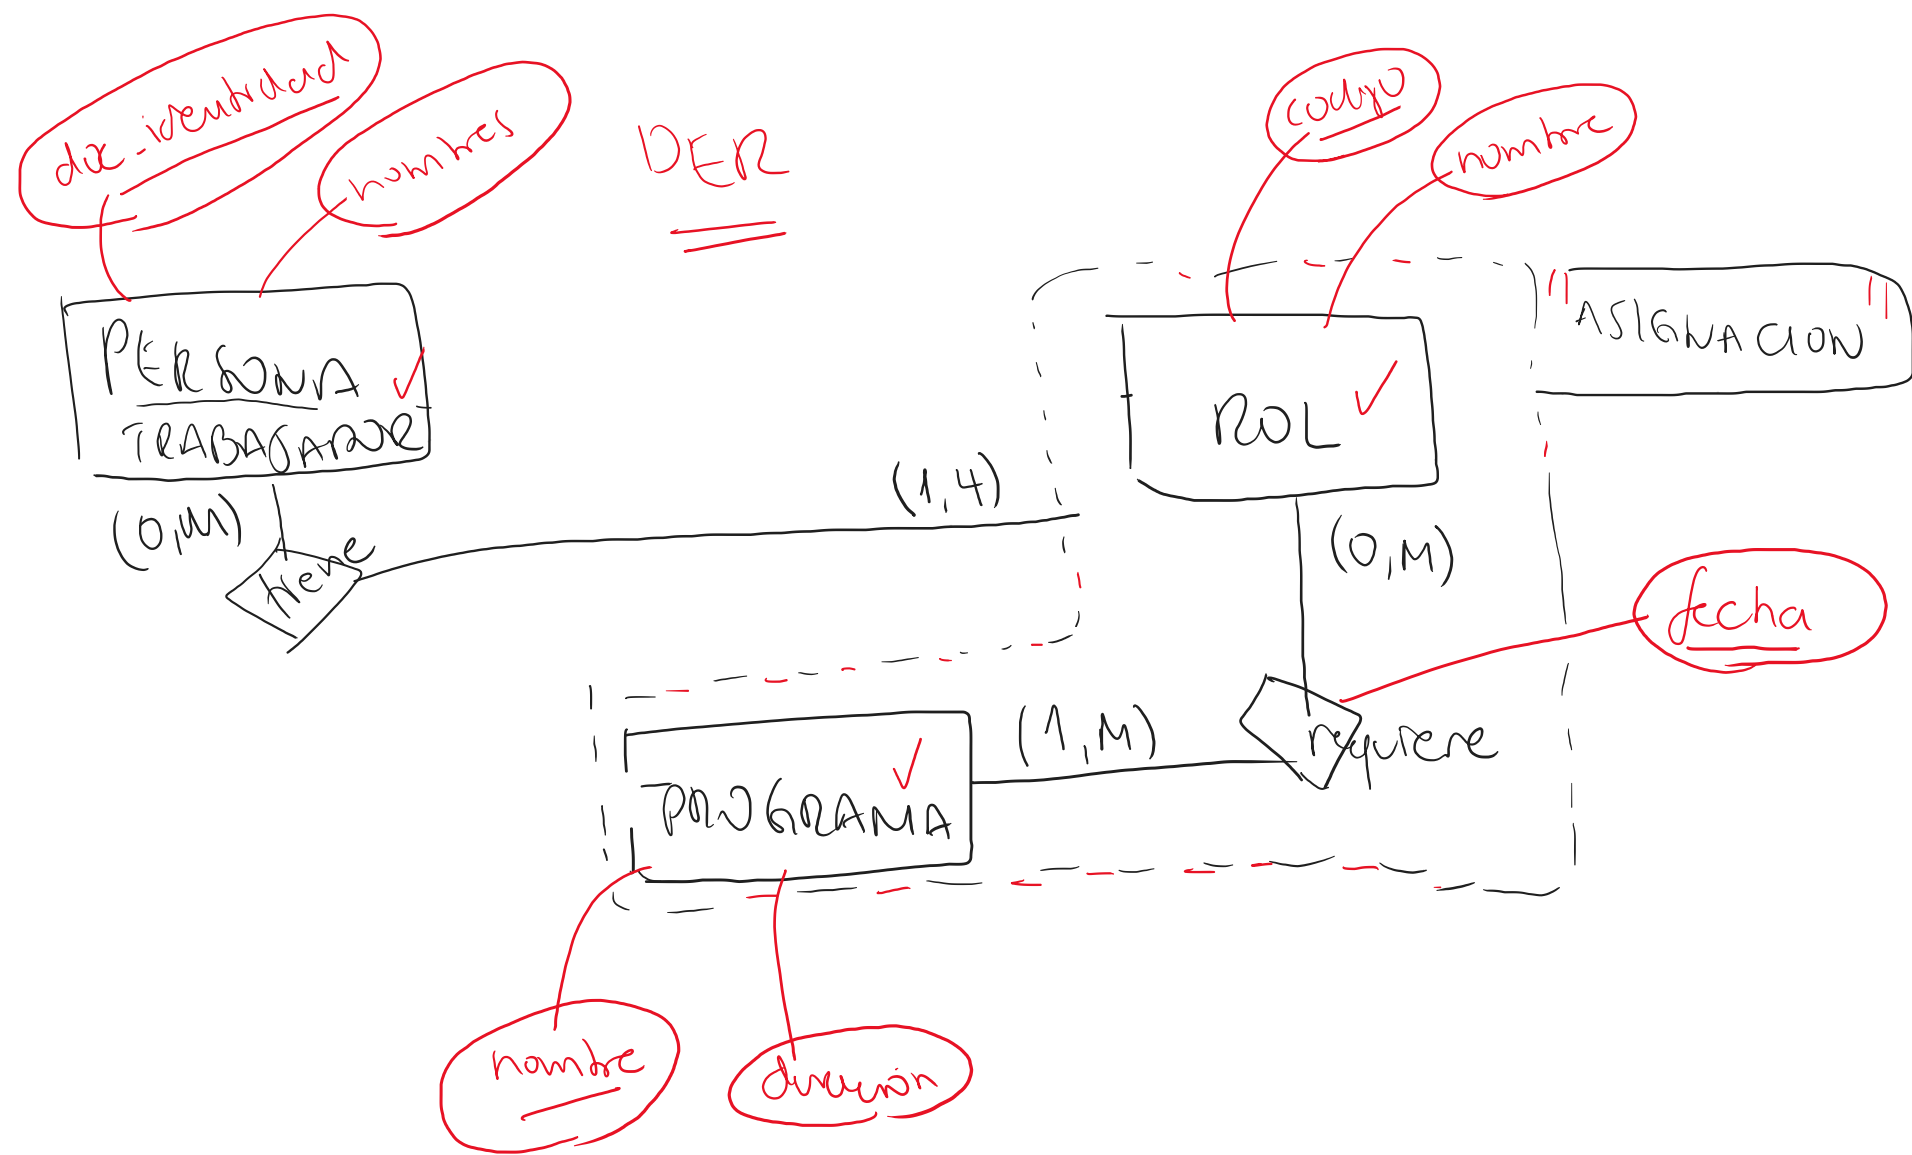 doc_identidad
nombres
DER
codigo
nombre
PERSONA
TRABAJADOR
"ASIGNACION"
ROL
(0,M)
(1,4)
(0,M)
tiene
fecha
(1,M)
requiere
PROGRAMA
nombre